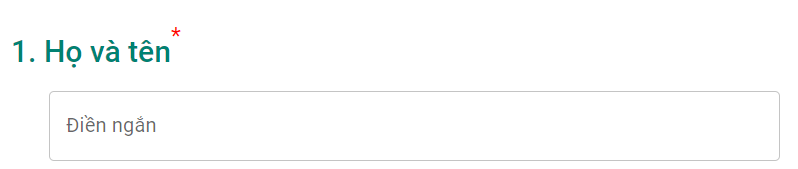 1. Họ và tên*
Điền ngắn